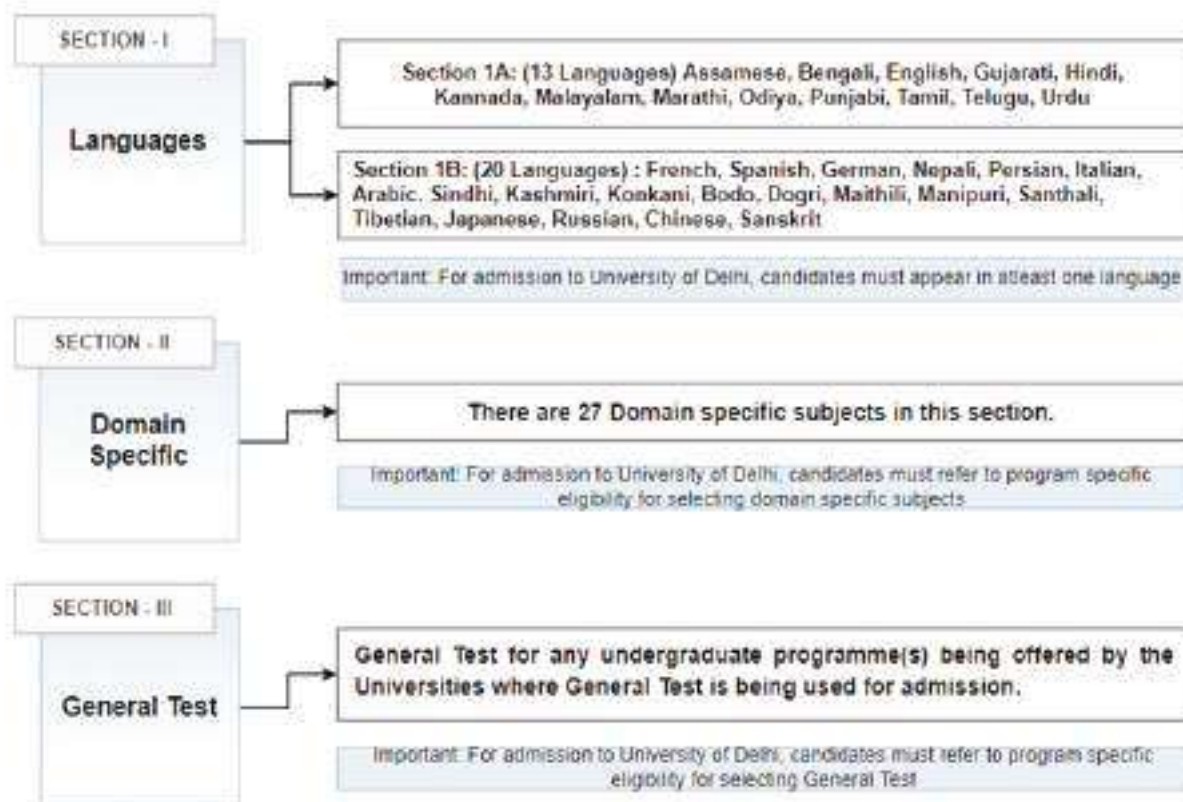 SECTION - I
Languages
Section 1A: (13 Languages) Assamese, Bengali, English, Gujarati, Hindi,
Kannada, Malayalam, Marathi, Odiya, Punjabi, Tamil, Telugu, Urdu
Section 1B: (20 Languages) : French, Spanish, German, Nepali, Persian, Italian,
Arabic. Sindhi, Kashmiri, Konkani, Bodo, Dogri, Maithili, Manipuri, Santhali,
Tibetian, Japanese, Russian, Chinese, Sanskrit
Important: For admission to University of Delhi, candidates must appear in atleast one language
SECTION - II
Domain
Specific
There are 27 Domain specific subjects in this section.
Important: For admission to University of Delhi, candidates must refer to program specific
eligibility for selecting domain specific subjects
SECTION - III
General Test
General Test for any undergraduate programme(s) being offered by the
Universities where General Test is being used for admission.
Important: For admission to University of Delhi, candidates must refer to program specific
eligibility for selecting General Test